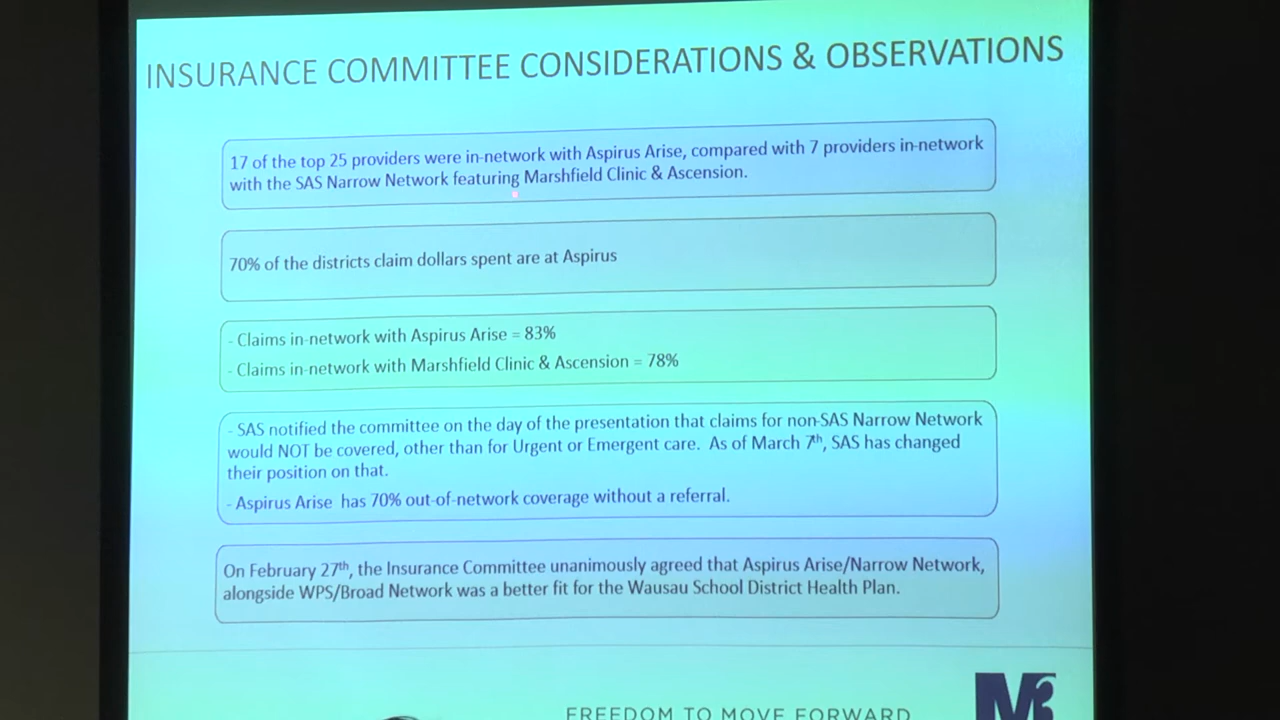 INSURANCE COMMITTEE CONSIDERATIONS & OBSERVATIONS
17 of the top 25 providers were in-network with Aspirus Arise, compared with 7 providers in-network
with the SAS Narrow Network featuring Marshfield Clinic & Ascension.
70% of the districts claim dollars spent are at Aspirus
- Claims in-network with Aspirus Arise = 83%
- Claims in-network with Marshfield Clinic & Ascension = 78%
- SAS notified the committee on the day of the presentation that claims for non-SAS Narrow Network
would NOT be covered, other than for Urgent or Emergent care. As of March 7th, SAS has changed
their position on that.
- Aspirus Arise has 70% out-of-network coverage without a referral.
On February 27th, the Insurance Committee unanimously agreed that Aspirus Arise/Narrow Network,
alongside WPS/Broad Network was a better fit for the Wausau School District Health Plan.
FREEDOM TO MOVE FORWARD
M3